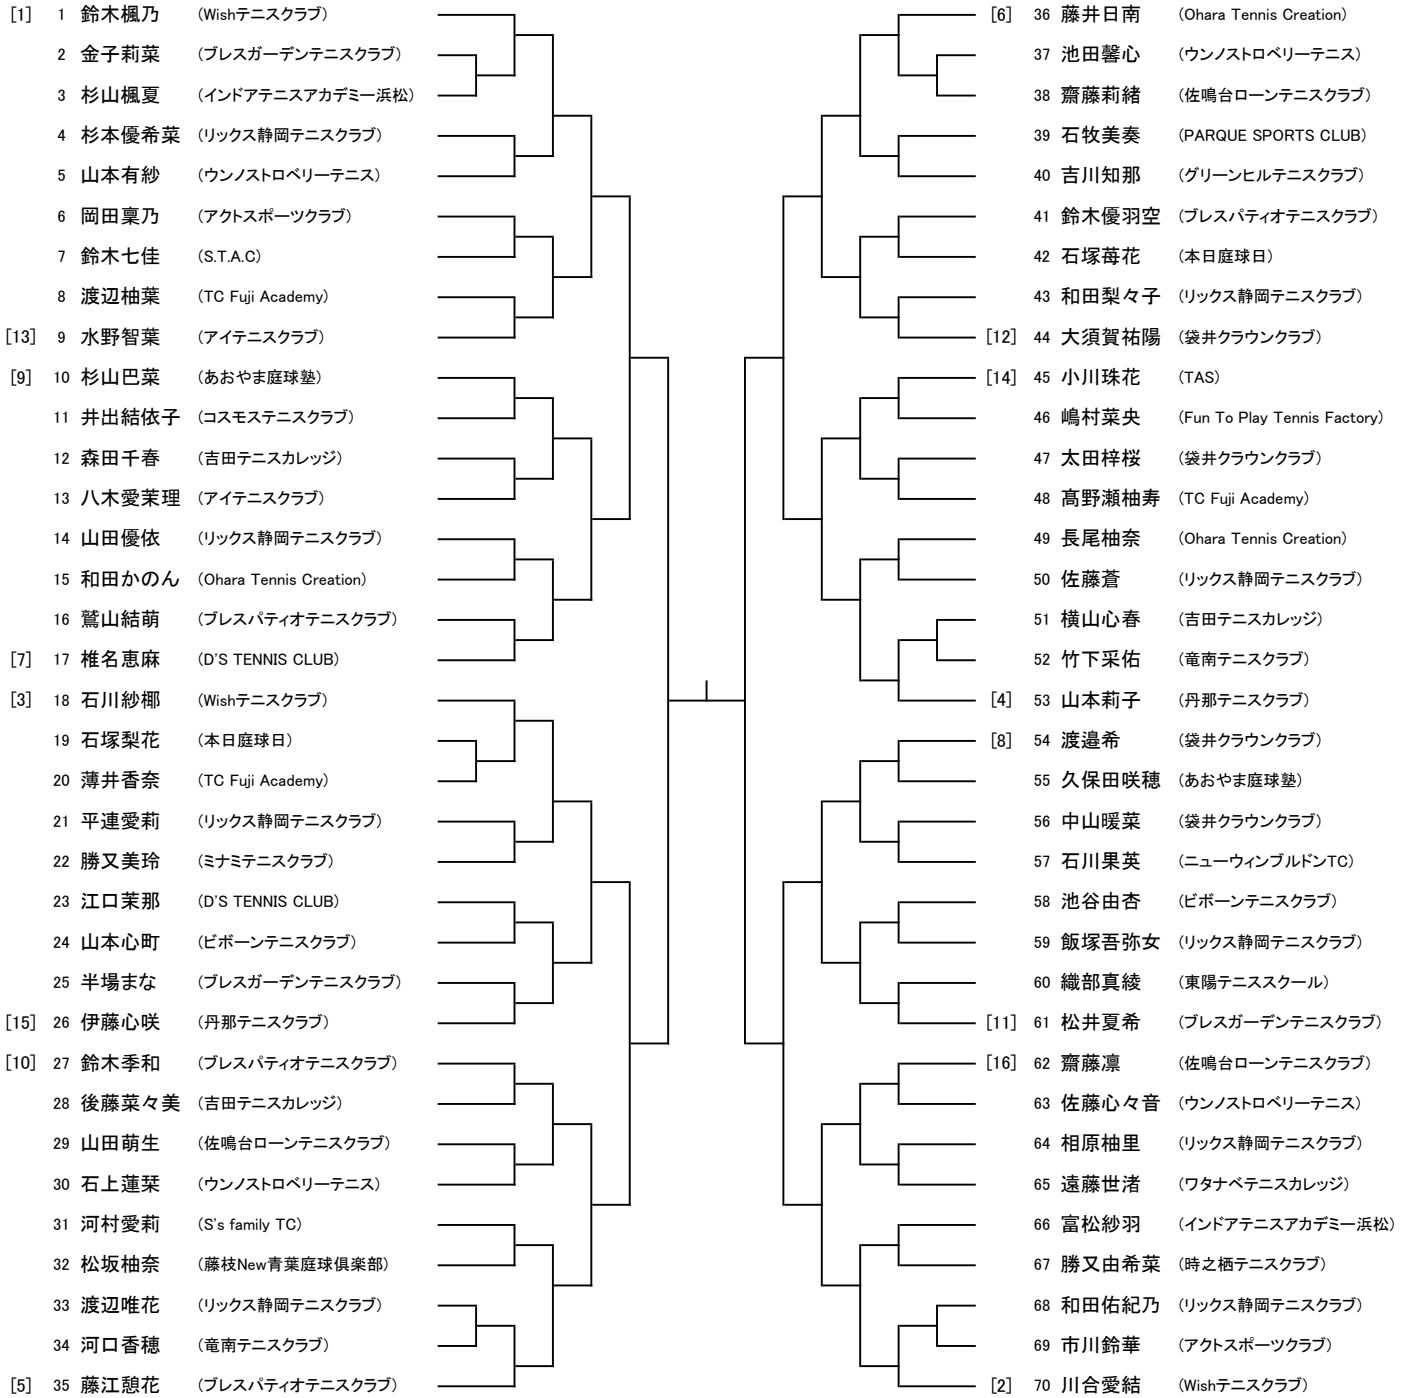 [1] 1 鈴木楓乃 (Wishテニスクラブ)
2 金子莉菜 (ブレスガーデンテニスクラブ)
3 杉山楓夏 (インドアテニスアカデミー浜松)
4 杉本優希菜 (リックス静岡テニスクラブ)
5 山本有紗 (ウンノストロベリーテニス)
6 岡田稟乃 (アクトスポーツクラブ)
7 鈴木七佳 (S.T.A.C)
8 渡辺柚葉 (TC Fuji Academy)
[13] 9 水野智葉 (アイテニスクラブ)
[9] 10 杉山巴菜 (あおやま庭球塾)
11 井出結依子 (コスモステニスクラブ)
12 森田千春 (吉田テニスカレッジ)
13 八木愛茉理 (アイテニスクラブ)
14 山田優依 (リックス静岡テニスクラブ)
15 和田かのん (Ohara Tennis Creation)
16 鷲山結萌 (ブレスパティオテニスクラブ)
[7] 17 椎名恵麻 (D'S TENNIS CLUB)
[3] 18 石川紗椰 (Wishテニスクラブ)
19 石塚梨花 (本日庭球日)
20 薄井香奈 (TC Fuji Academy)
21 平連愛莉 (リックス静岡テニスクラブ)
22 勝又美玲 (ミナミテニスクラブ)
23 江口茉那 (D'S TENNIS CLUB)
24 山本心町 (ビボーンテニスクラブ)
25 半場まな (ブレスガーデンテニスクラブ)
[15] 26 伊藤心咲 (丹那テニスクラブ)
[10] 27 鈴木季和 (ブレスパティオテニスクラブ)
28 後藤菜々美 (吉田テニスカレッジ)
29 山田萌生 (佐鳴台ローンテニスクラブ)
30 石上蓮栞 (ウンノストロベリーテニス)
31 河村愛莉 (S's family TC)
32 松坂柚奈 (藤枝New青葉庭球倶楽部)
33 渡辺唯花 (リックス静岡テニスクラブ)
34 河口香穂 (竜南テニスクラブ)
[5] 35 藤江憩花 (ブレスパティオテニスクラブ)
[6] 36 藤井日南 (Ohara Tennis Creation)
37 池田馨心 (ウンノストロベリーテニス)
38 齋藤莉緒 (佐鳴台ローンテニスクラブ)
39 石牧美奏 (PARQUE SPORTS CLUB)
40 吉川知那 (グリーンヒルテニスクラブ)
41 鈴木優羽空 (ブレスパティオテニスクラブ)
42 石塚苺花 (本日庭球日)
43 和田梨々子 (リックス静岡テニスクラブ)
[12] 44 大須賀祐陽 (袋井クラウンクラブ)
[14] 45 小川珠花 (TAS)
46 嶋村菜央 (Fun To Play Tennis Factory)
47 太田梓桜 (袋井クラウンクラブ)
48 髙野瀬柚寿 (TC Fuji Academy)
49 長尾柚奈 (Ohara Tennis Creation)
50 佐藤蒼 (リックス静岡テニスクラブ)
51 横山心春 (吉田テニスカレッジ)
52 竹下采佑 (竜南テニスクラブ)
[4] 53 山本莉子 (丹那テニスクラブ)
[8] 54 渡邉希 (袋井クラウンクラブ)
55 久保田咲穂 (あおやま庭球塾)
56 中山暖菜 (袋井クラウンクラブ)
57 石川果英 (ニューウィンブルドンTC)
58 池谷由杏 (ビボーンテニスクラブ)
59 飯塚吾弥女 (リックス静岡テニスクラブ)
60 織部真綾 (東陽テニススクール)
[11] 61 松井夏希 (ブレスガーデンテニスクラブ)
[16] 62 齋藤凛 (佐鳴台ローンテニスクラブ)
63 佐藤心々音 (ウンノストロベリーテニス)
64 相原柚里 (リックス静岡テニスクラブ)
65 遠藤世渚 (ワタナベテニスカレッジ)
66 富松紗羽 (インドアテニスアカデミー浜松)
67 勝又由希菜 (時之栖テニスクラブ)
68 和田佑紀乃 (リックス静岡テニスクラブ)
69 市川鈴華 (アクトスポーツクラブ)
[2] 70 川合愛結 (Wishテニスクラブ)